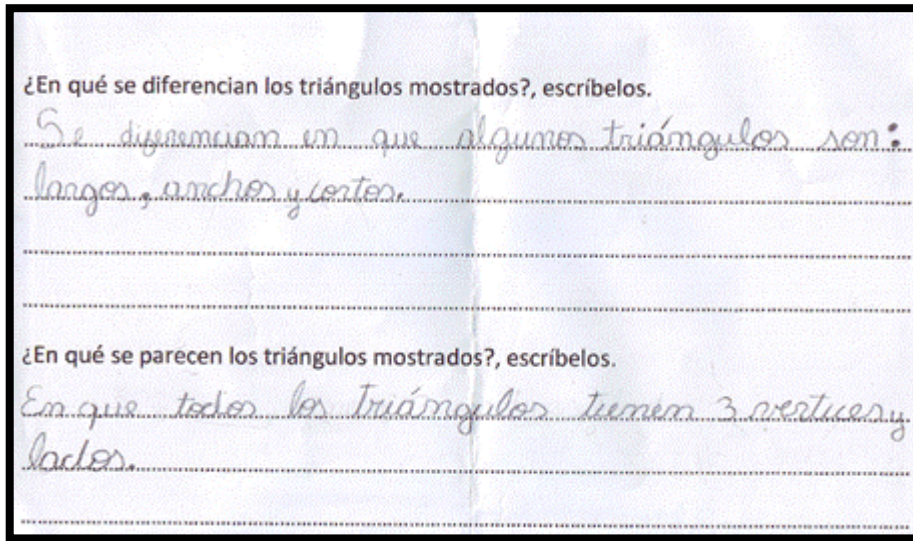 ¿En qué se diferencian los triángulos mostrados?, escríbelos.
Se diferencian en que algunos triángulos son:
largos, anchos y cortos.
¿En qué se parecen los triángulos mostrados?, escríbelos.
En que todos los triángulos tienen 3 vertices y
lados.